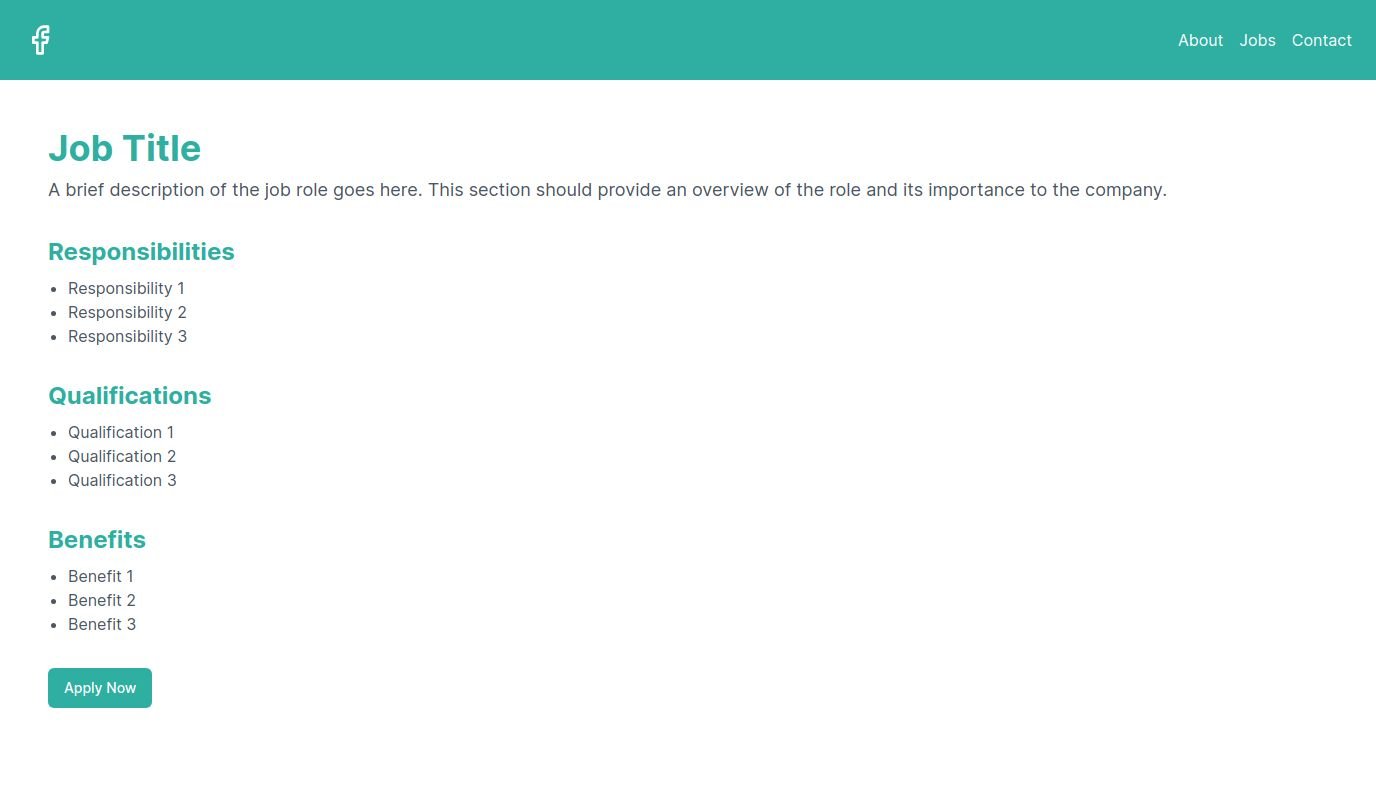 About Jobs Contact
Job Title
A brief description of the job role goes here. This section should provide an overview of the role and its importance to the company.
Responsibilities
Responsibility 1
Responsibility 2
Responsibility 3
Qualifications
Qualification 1
Qualification 2
Qualification 3
Benefits
Benefit 1
Benefit 2
Benefit 3
Apply Now